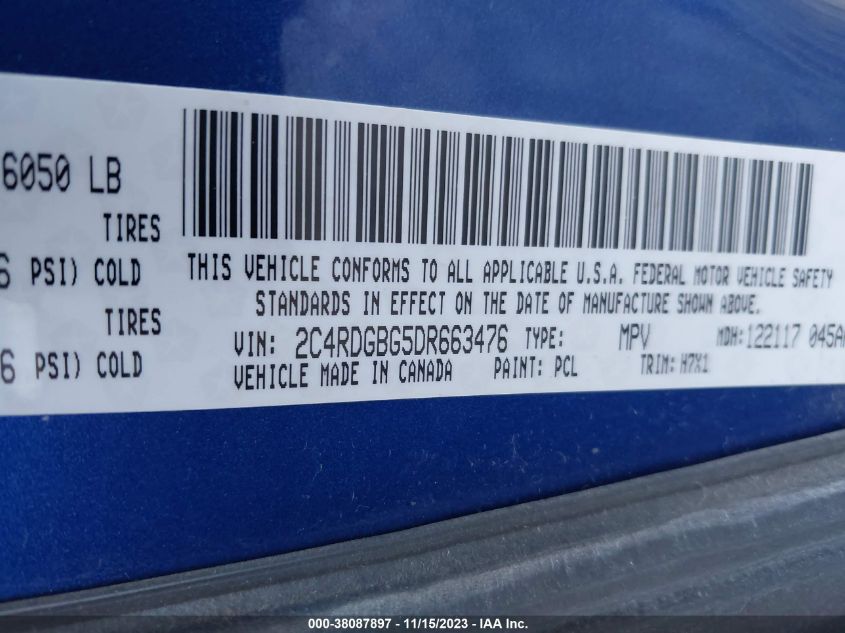 6050 LB
TIRES
6 PSI) COLD
TIRES
6 PSI) COLD
THIS VEHICLE CONFORMS TO ALL APPLICABLE U.S.A. FEDERAL MOTOR VEHICLE SAFETY
STANDARDS IN EFFECT ON THE DATE OF MANUFACTURE SHOWN ABOVE.
VIN: 2C4RDGBG5DR663476 TYPE: MPV MDH: 122117 045A
VEHICLE MADE IN CANADA PAINT: PCL TRIM: H7X1
000-38087897 - 11/15/2023 - IAA Inc.